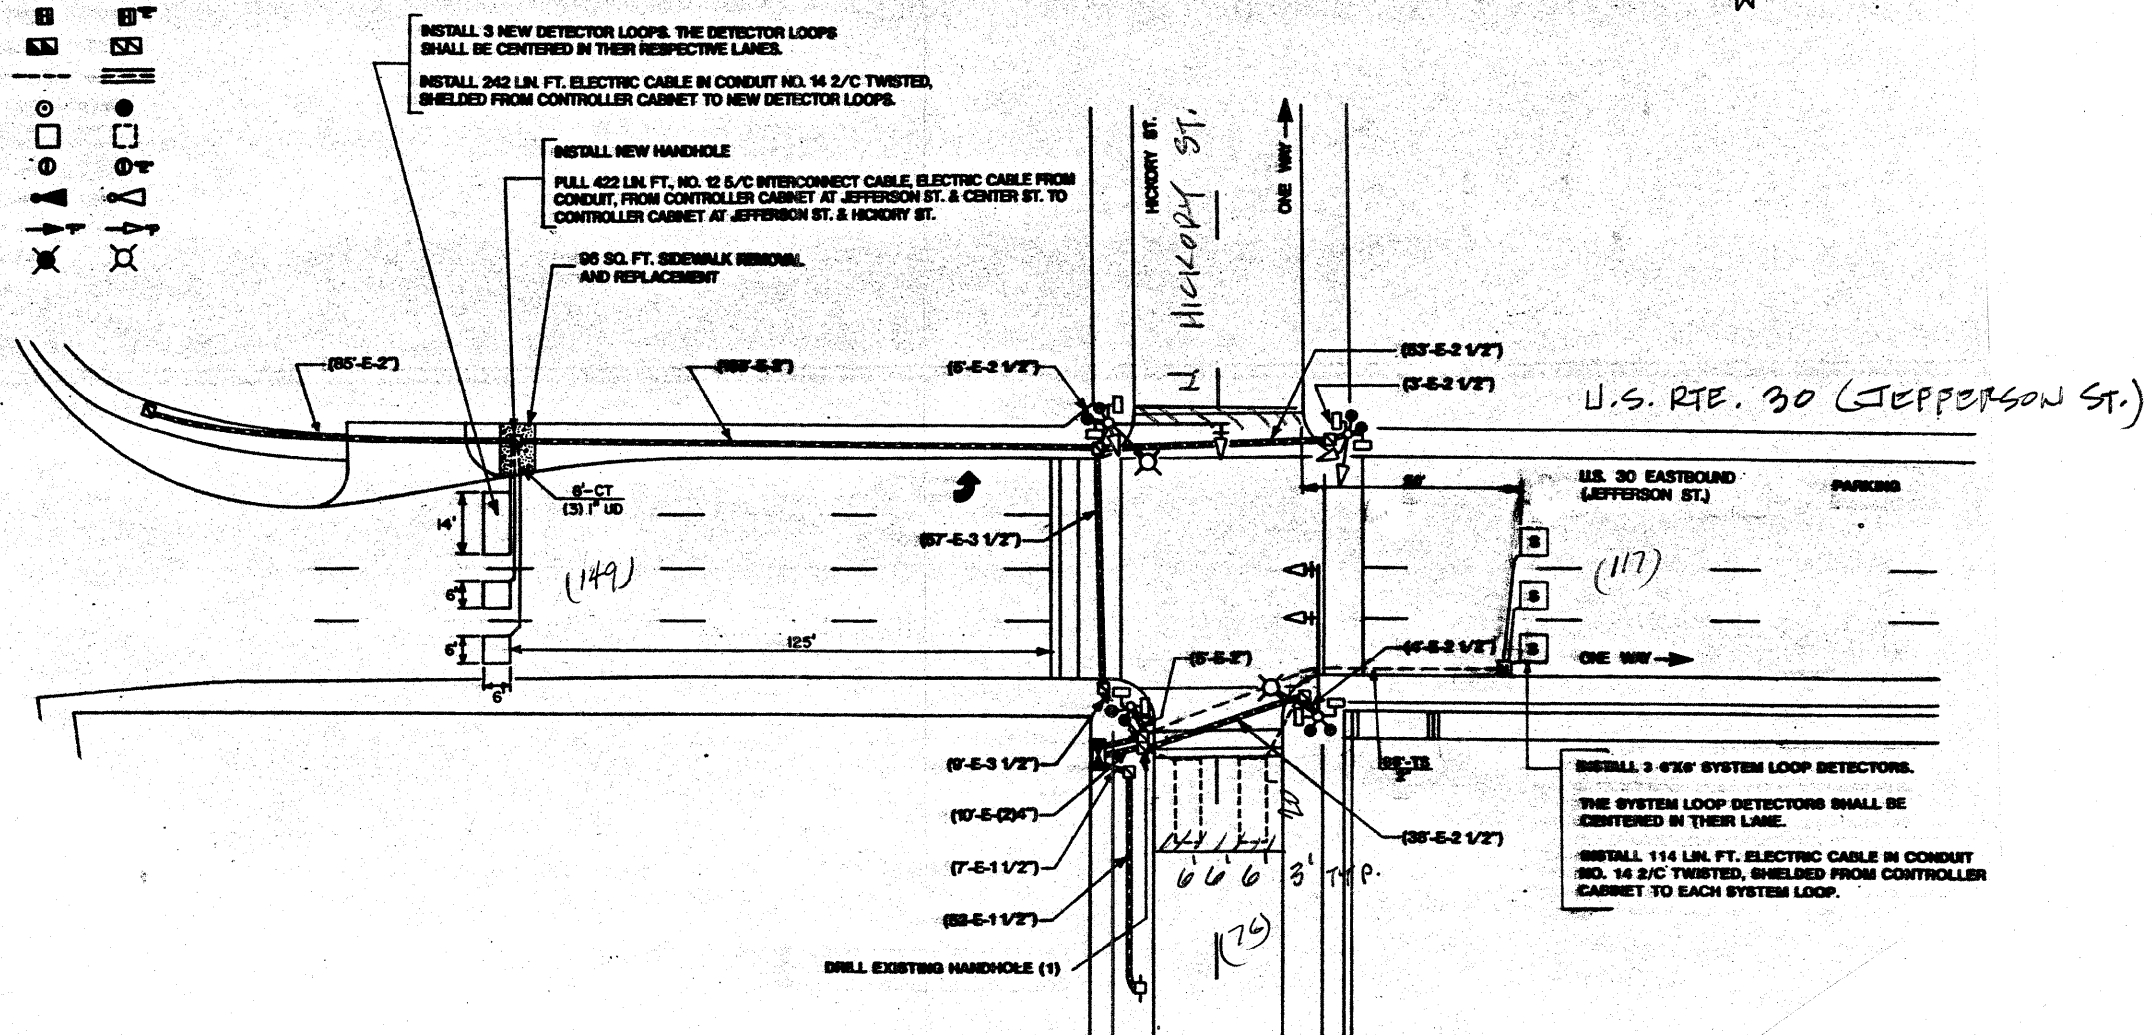 INSTALL 3 NEW DETECTOR LOOPS. THE DETECTOR LOOPS
SHALL BE CENTERED IN THEIR RESPECTIVE LANES.
INSTALL 242 LIN. FT. ELECTRIC CABLE IN CONDUIT NO. 14 2/C TWISTED,
SHIELDED FROM CONTROLLER CABINET TO NEW DETECTOR LOOPS.
INSTALL NEW HANDHOLE
PULL 422 LIN. FT., NO. 12 5/C INTERCONNECT CABLE, ELECTRIC CABLE FROM
CONDUIT, FROM CONTROLLER CABINET AT JEFFERSON ST. & CENTER ST. TO
CONTROLLER CABINET AT JEFFERSON ST. & HICKORY ST.
96 SQ. FT. SIDEWALK REMOVAL
AND REPLACEMENT
HICKORY ST.
HICKORY ST.
ONE WAY
(85'-E-2")
(6'-E-2 1/2")
(53'-E-2 1/2")
(3'-E-2 1/2")
U.S. RTE. 30 (JEFFERSON ST.)
U.S. 30 EASTBOUND
(JEFFERSON ST.)
PARKING
6'-CT
(3) 1" UD
14'
(57'-E-3 1/2")
S
(149)
(117)
6'
S
125'
6'
S
(5'-E-2")
(4'-E-2 1/2")
ONE WAY
6'
(9'-E-3 1/2")
(10'-E-(2)4")
(7'-E-1 1/2")
(52-E-1 1/2")
DRILL EXISTING HANDHOLE (1)
(36'-E-2 1/2")
6 6 6' 3' TYP.
(76)
INSTALL 3 6'X6' SYSTEM LOOP DETECTORS.
THE SYSTEM LOOP DETECTORS SHALL BE
CENTERED IN THEIR LANE.
INSTALL 114 LIN. FT. ELECTRIC CABLE IN CONDUIT
NO. 14 2/C TWISTED, SHIELDED FROM CONTROLLER
CABINET TO EACH SYSTEM LOOP.